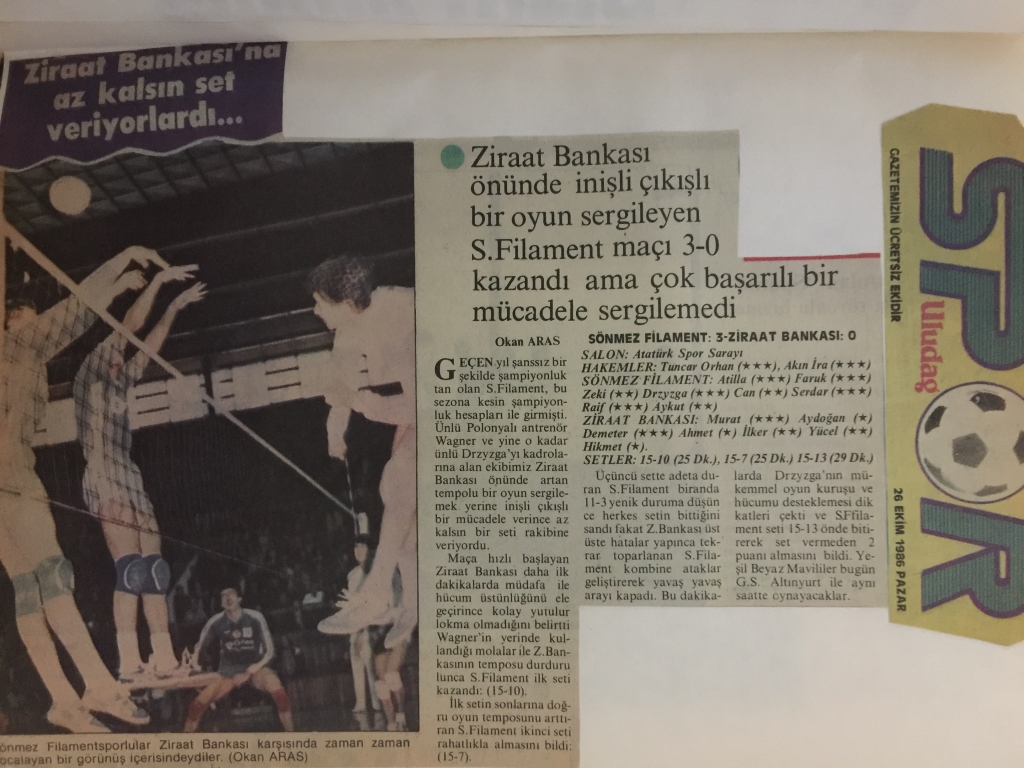 Ziraat Bankası'na
az kalsın set
veriyorlardı...
Ziraat Bankası
önünde inişli çıkışlı
bir oyun sergileyen
S.Filament maçı 3-0
kazandı ama çok başarılı bir
mücadele sergilemedi
Okan ARAS
GEÇEN yıl şanssız bir
şekilde şampiyonluk
tan olan S.Filament, bu
sezona kesin şampiyon-
luk hesapları ile girmişti.
Ünlü Polonyalı antrenör
Wagner ve yine o kadar
ünlü Drzyzga'yı kadrola-
rına alan ekibimiz Ziraat
Bankası önünde artan
tempolu bir oyun sergile-
mek yerine inişli çıkışlı
bir mücadele verince az
kalsın bir seti rakibine
veriyordu.
Maça hızlı başlayan
Ziraat Bankası daha ilk
dakikalarda müdafa ile
hücum üstünlüğünü ele
geçirince kolay yutulur
lokma olmadığını belirtti
Wagner'in yerinde kul-
landığı molalar ile Z.Ban-
kasının temposu durduru
lunca S.Filament ilk seti
kazandı: (15-10).
İlk setin sonlarına doğ-
ru oyun temposunu arttı-
ran S.Filament ikinci seti
rahatlıkla almasını bildi:
(15-7).
SÖNMEZ FİLAMENT: 3-ZİRAAT BANKASI: 0
SALON: Atatürk Spor Sarayı
HAKEMLER: Tuncar Orhan (★★★), Akın İra (★★★)
SÖNMEZ FİLAMENT: Atilla (★★★) Faruk (★★★)
Zeki (★★) Drzyzga (★★★) Can (★★) Serdar (★★★)
Raif (★★★) Aykut (★★)
ZİRAAT BANKASI: Murat (★★★) Aydoğan (★)
Demeter (★★★) Ahmet (★) İlker (★★) Yücel (★★)
Hikmet (★).
SETLER: 15-10 (25 Dk.), 15-7 (25 Dk.) 15-13 (29 Dk.)
Üçüncü sette adeta du-
ran S.Filament biranda
11-3 yenik duruma düşün
ce herkes setin bittiğini
sandı fakat Z.Bankası üst
üste hatalar yapınca tek-
rar toparlanan S.Fila-
ment kombine ataklar
geliştirerek yavaş yavaş
arayı kapadı. Bu dakika-
larda Drzyzga'nın mü-
kemmel oyun kuruşu ve
hücumu desteklemesi dik
katleri çekti ve S.Ffila-
ment seti 15-13 önde biti-
rerek set vermeden 2
puanı almasını bildi. Ye-
şil Beyaz Mavililer bugün
G.S. Altınyurt ile aynı
saatte oynayacaklar.
önmez Filamentsporlular Ziraat Bankası karşısında zaman zaman
ocalayan bir görünüş içerisindeydiler. (Okan ARAS)
GAZETEMİZİN ÜCRETSİZ EKİDİR
Uludağ
SPOR
26 EKİM 1986 PAZAR